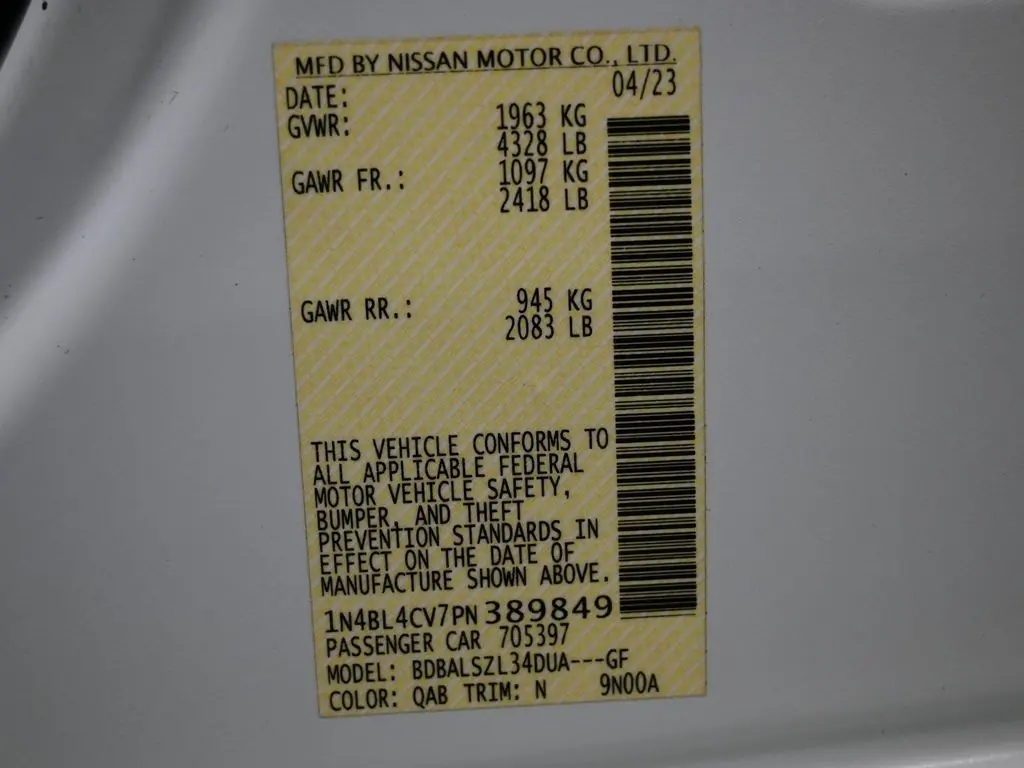 MFD BY NISSAN MOTOR CO., LTD.
DATE: 04/23
GVWR: 1963 KG
4328 LB
GAWR FR.: 1097 KG
2418 LB
GAWR RR.: 945 KG
2083 LB
THIS VEHICLE CONFORMS TO
ALL APPLICABLE FEDERAL
MOTOR VEHICLE SAFETY,
BUMPER, AND THEFT
PREVENTION STANDARDS IN
EFFECT ON THE DATE OF
MANUFACTURE SHOWN ABOVE.
1N4BL4CV7PN389849
PASSENGER CAR 705397
MODEL: BDBALSZL34DUA---GF
COLOR: QAB TRIM: N 9N00A